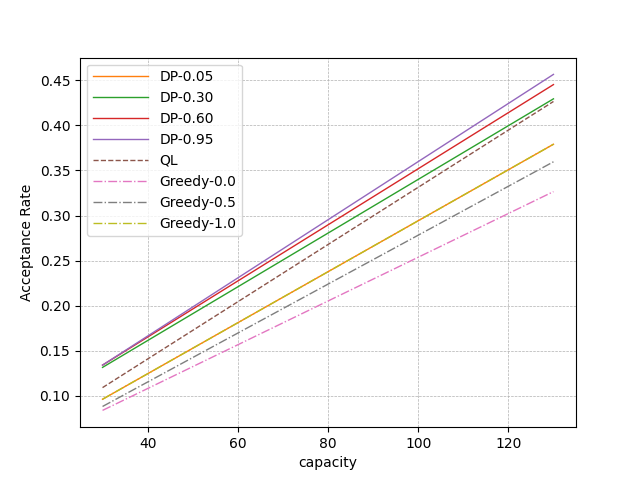 DP-0.05
DP-0.30
DP-0.60
DP-0.95
QL
Greedy-0.0
Greedy-0.5
Greedy-1.0
0.45
0.40
0.35
0.30
0.25
0.20
0.15
0.10
Acceptance Rate
40 60 80 100 120
capacity